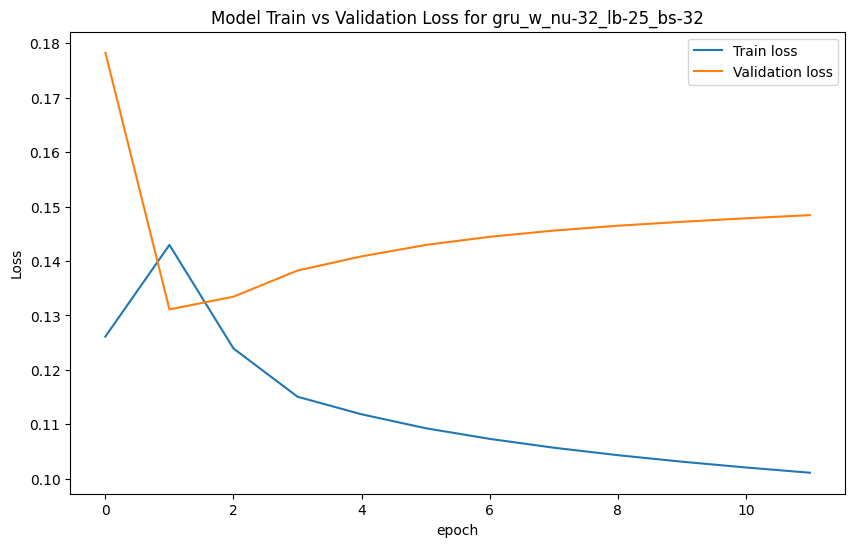 Model Train vs Validation Loss for gru_w_nu-32_lb-25_bs-32
0.18
0.17
0.16
0.15
0.14
0.13
0.12
0.11
0.10
Loss
Train loss
Validation loss
0 2 4 6 8 10
epoch